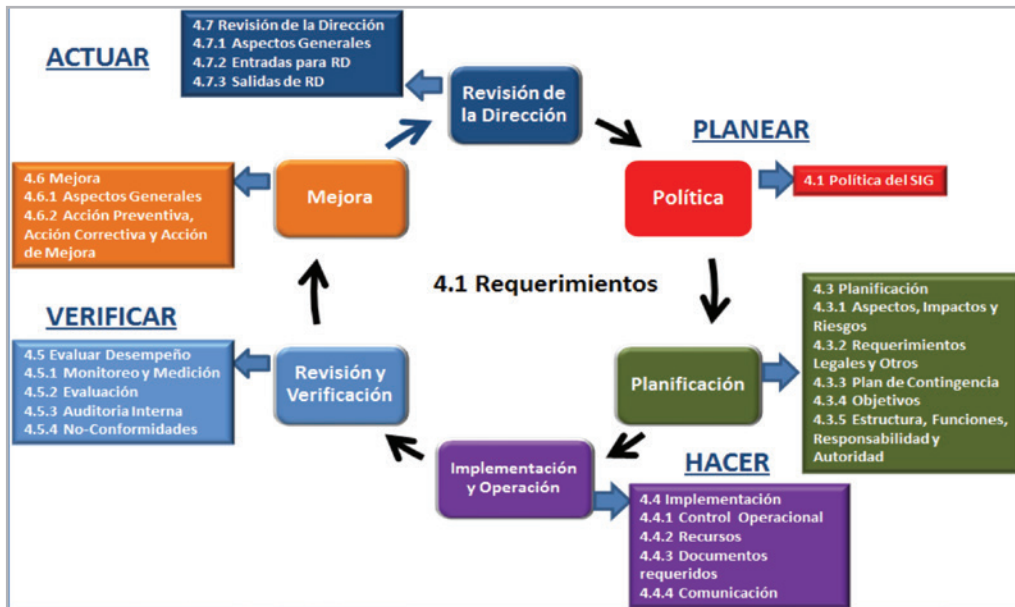 ACTUAR
4.7 Revisión de la Dirección
4.7.1 Aspectos Generales
4.7.2 Entradas para RD
4.7.3 Salidas de RD
Revisión de
la Dirección
PLANEAR
Política
4.1 Política del SIG
4.6 Mejora
4.6.1 Aspectos Generales
4.6.2 Acción Preventiva,
Acción Correctiva y Acción
de Mejora
Mejora
4.1 Requerimientos
4.3 Planificación
4.3.1 Aspectos, Impactos y
Riesgos
4.3.2 Requerimientos
Legales y Otros
4.3.3 Plan de Contingencia
4.3.4 Objetivos
4.3.5 Estructura, Funciones,
Responsabilidad y
Autoridad
Planificación
VERIFICAR
4.5 Evaluar Desempeño
4.5.1 Monitoreo y Medición
4.5.2 Evaluación
4.5.3 Auditoria Interna
4.5.4 No-Conformidades
Revisión y
Verificación
Implementación
y Operación
HACER
4.4 Implementación
4.4.1 Control Operacional
4.4.2 Recursos
4.4.3 Documentos
requeridos
4.4.4 Comunicación